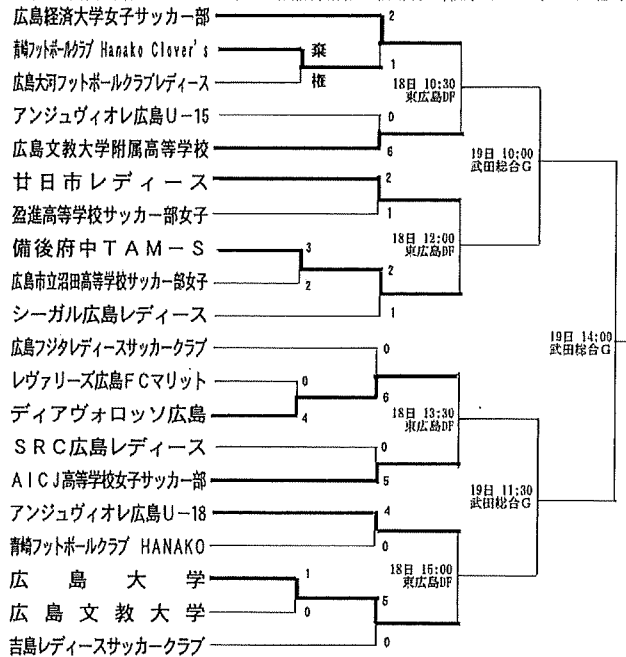 広島経済大学女子サッカー部
2
青崎フットボールクラブ Hanako Clover's
棄
1
広島大河フットボールクラブレディース
権
18日 10:30
東広島DF
アンジュヴィオレ広島U-15
0
広島文教大学附属高等学校
6
19日 10:00
武田総合G
廿日市レディース
2
盈進高等学校サッカー部女子
1
18日 12:00
東広島DF
備後府中TAM-S
3
2
広島市立沼田高等学校サッカー部女子
2
シーガル広島レディース
1
19日 14:00
武田総合G
広島フジタレディースサッカークラブ
0
レヴァリーズ広島FCマリット
0
6
ディアヴォロッソ広島
4
18日 13:30
東広島DF
SRC広島レディース
0
AICJ高等学校女子サッカー部
5
19日 11:30
武田総合G
アンジュヴィオレ広島U-18
4
青崎フットボールクラブ HANAKO
0
18日 15:00
東広島DF
広島大学
1
5
広島文教大学
0
吉島レディースサッカークラブ
0